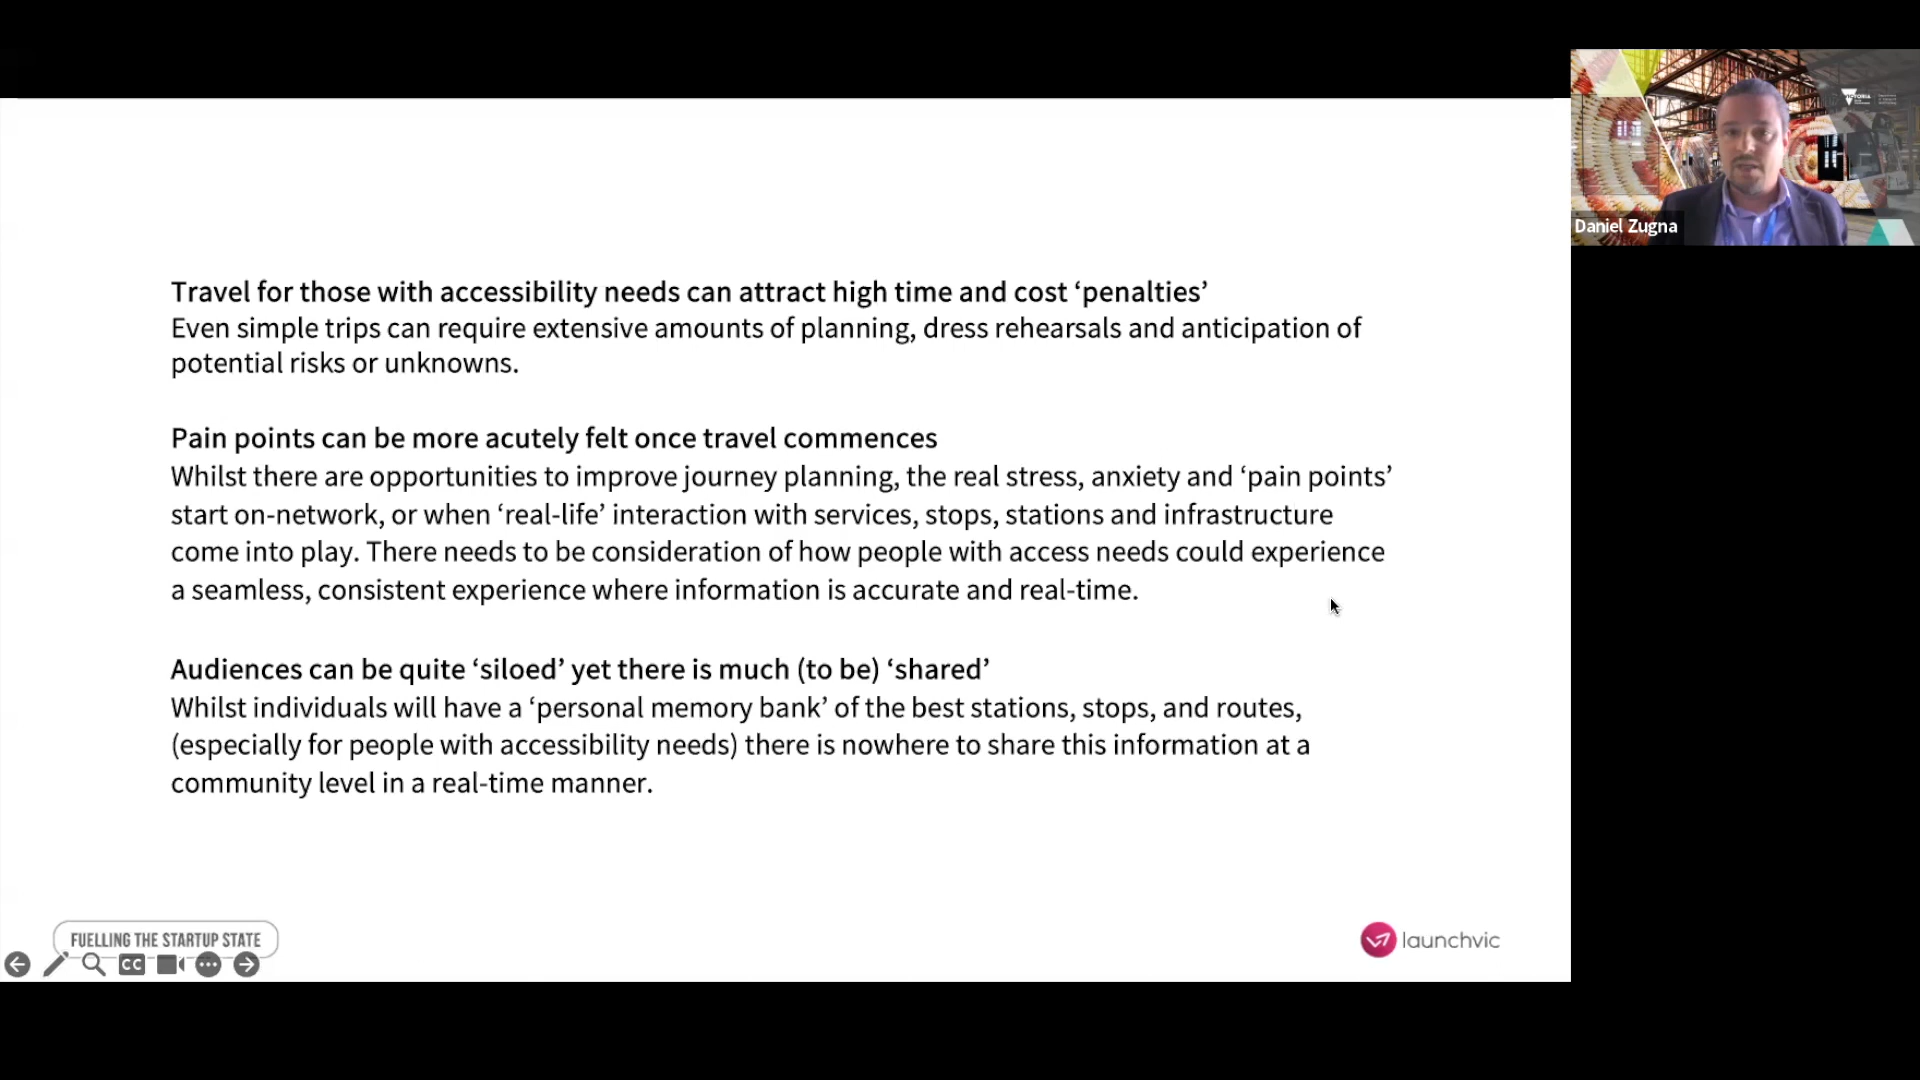 Travel for those with accessibility needs can attract high time and cost ‘penalties’
Even simple trips can require extensive amounts of planning, dress rehearsals and anticipation of
potential risks or unknowns.
Pain points can be more acutely felt once travel commences
Whilst there are opportunities to improve journey planning, the real stress, anxiety and ‘pain points’
start on-network, or when ‘real-life’ interaction with services, stops, stations and infrastructure
come into play. There needs to be consideration of how people with access needs could experience
a seamless, consistent experience where information is accurate and real-time.
Audiences can be quite ‘siloed’ yet there is much (to be) ‘shared’
Whilst individuals will have a ‘personal memory bank’ of the best stations, stops, and routes,
(especially for people with accessibility needs) there is nowhere to share this information at a
community level in a real-time manner.
FUELLING THE STARTUP STATE
CC
launchvic
Daniel Zugna